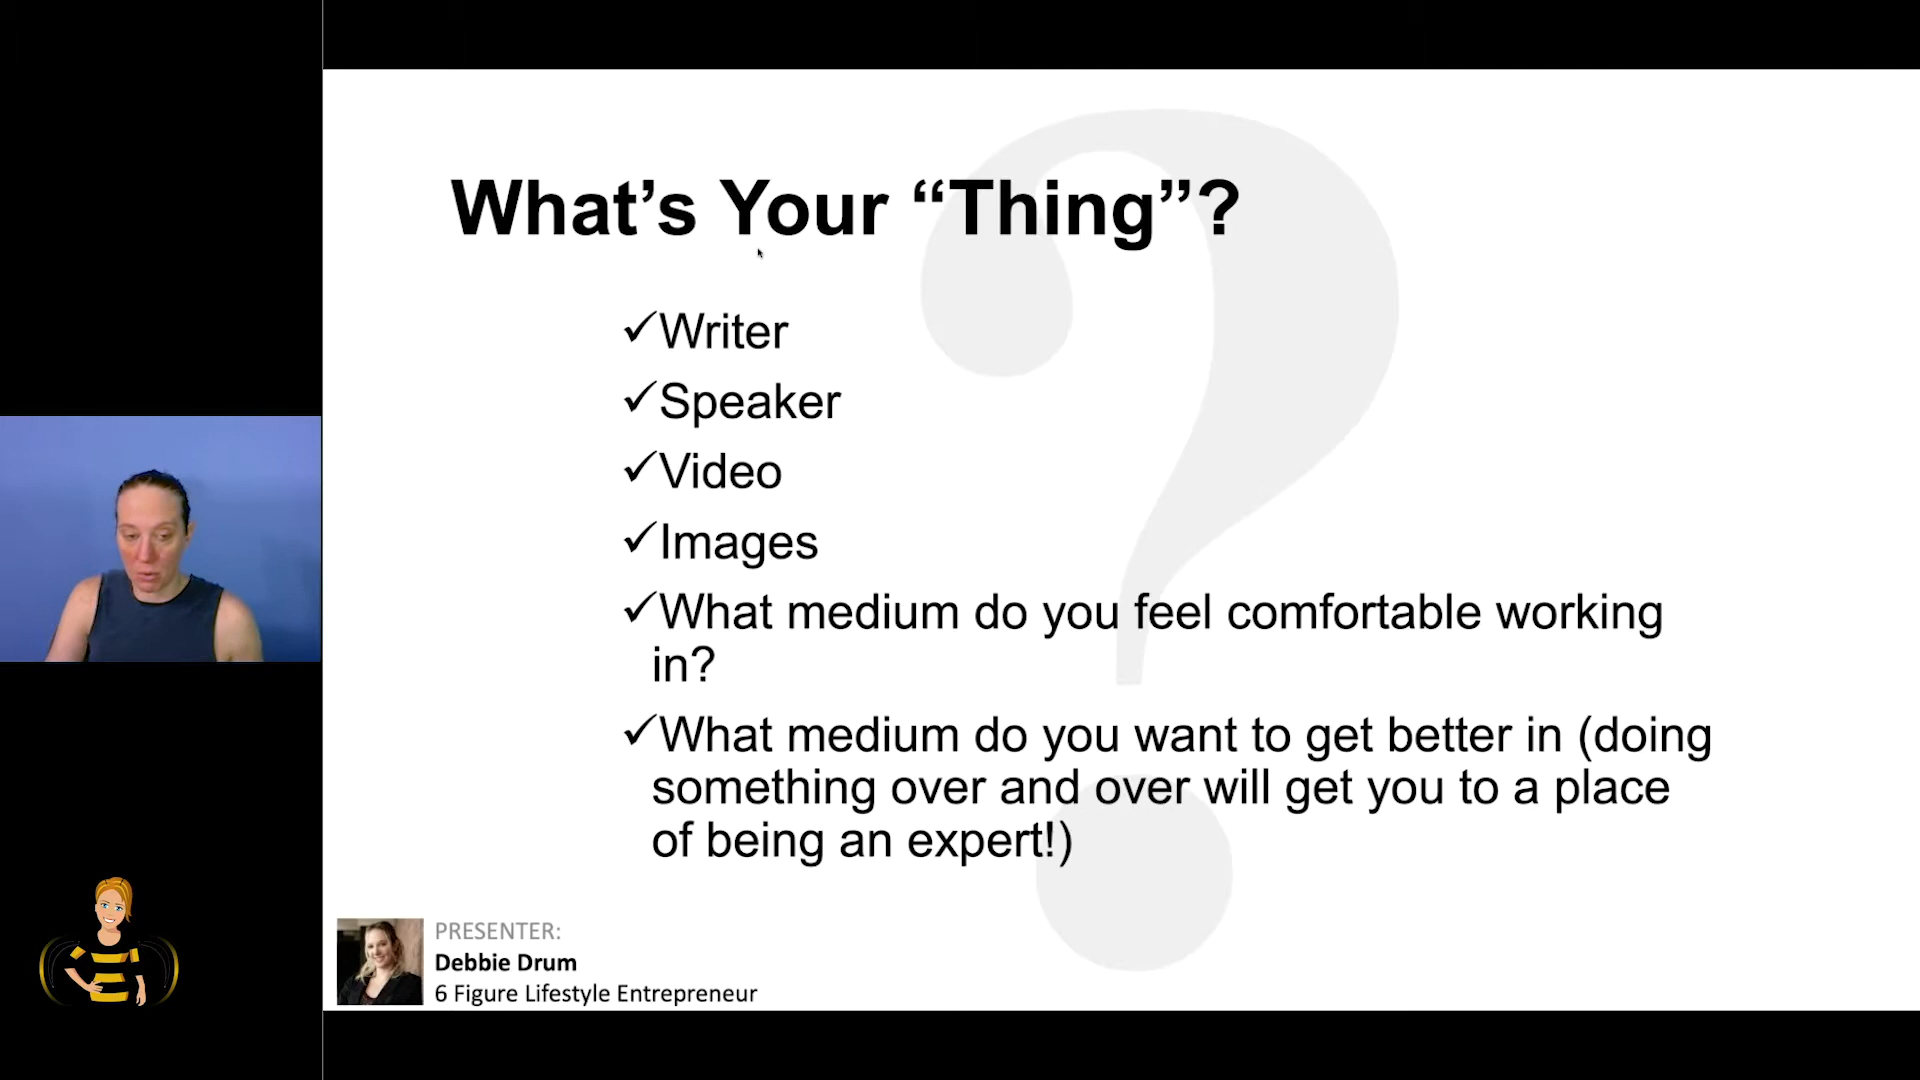 What’s Your “Thing”?
✓Writer
✓Speaker
✓Video
✓Images
✓What medium do you feel comfortable working
in?
✓What medium do you want to get better in (doing
something over and over will get you to a place
of being an expert!)
PRESENTER:
Debbie Drum
6 Figure Lifestyle Entrepreneur